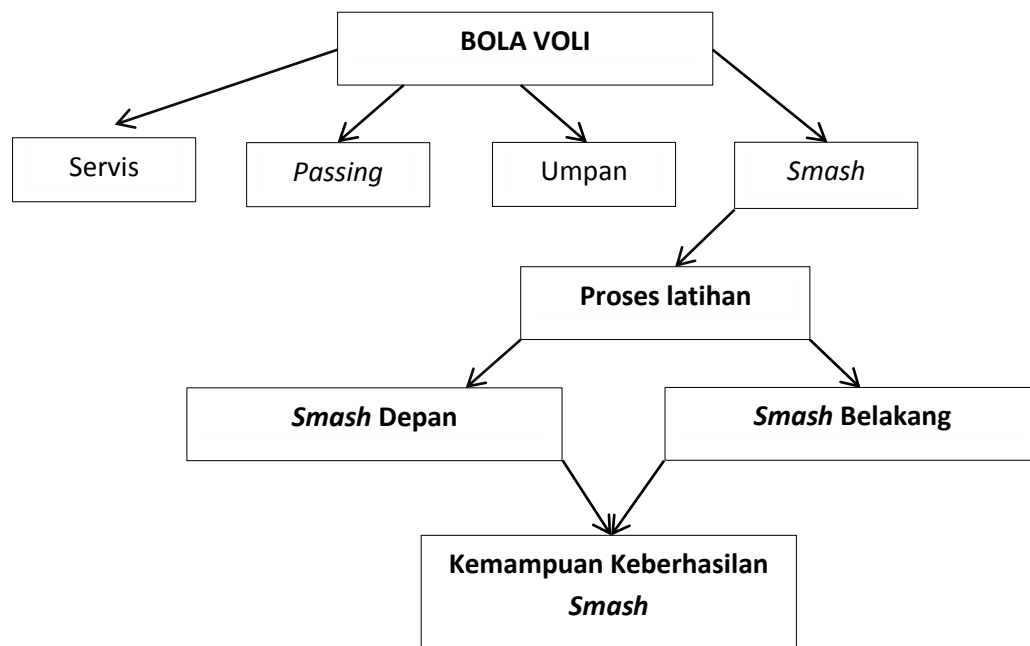 BOLA VOLI
Servis
Passing
Umpan
Smash
Proses latihan
Smash Depan
Smash Belakang
Kemampuan Keberhasilan
Smash